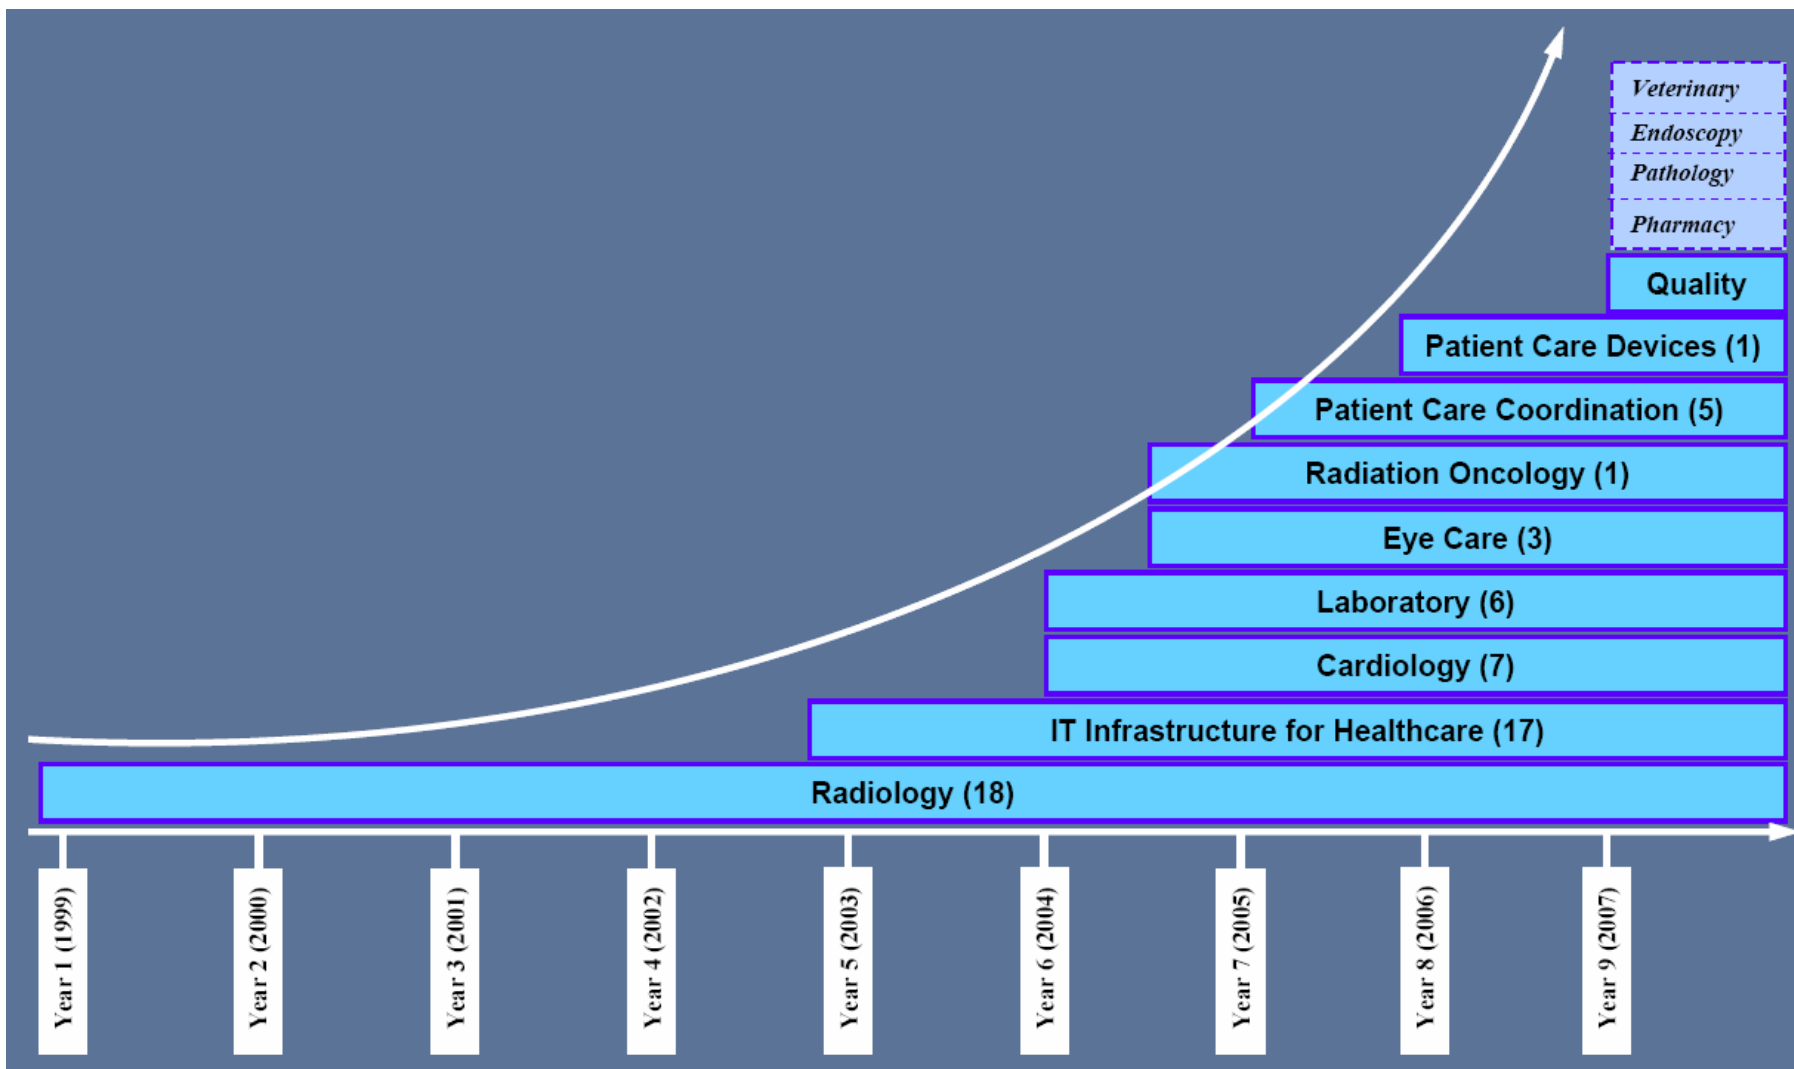 Veterinary
Endoscopy
Pathology
Pharmacy
Quality
Patient Care Devices (1)
Patient Care Coordination (5)
Radiation Oncology (1)
Eye Care (3)
Laboratory (6)
Cardiology (7)
IT Infrastructure for Healthcare (17)
Radiology (18)
Year 1 (1999)
Year 2 (2000)
Year 3 (2001)
Year 4 (2002)
Year 5 (2003)
Year 6 (2004)
Year 7 (2005)
Year 8 (2006)
Year 9 (2007)